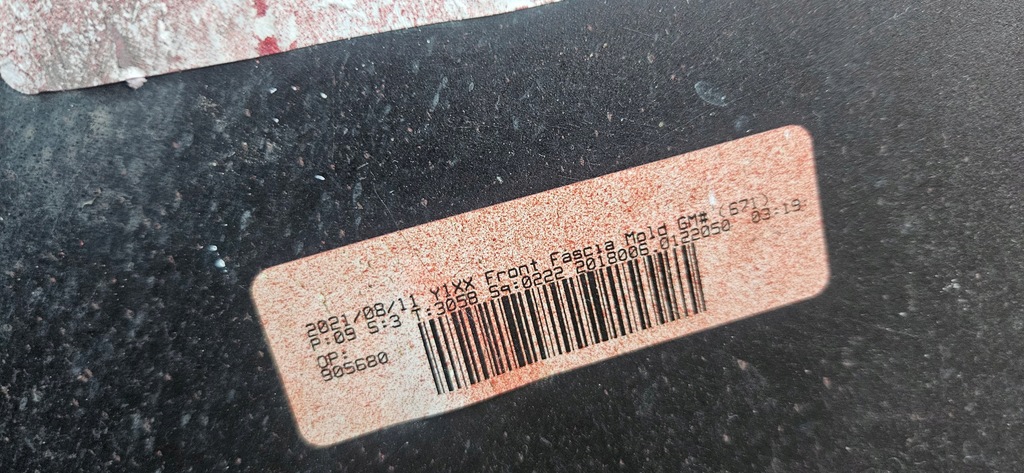 2021/08/11 Y1XX Front Fascia Mold GM# (671)
P:09 S:3 T:3058 Sq:0222 2018005.0122050 03:19
OP:
905680